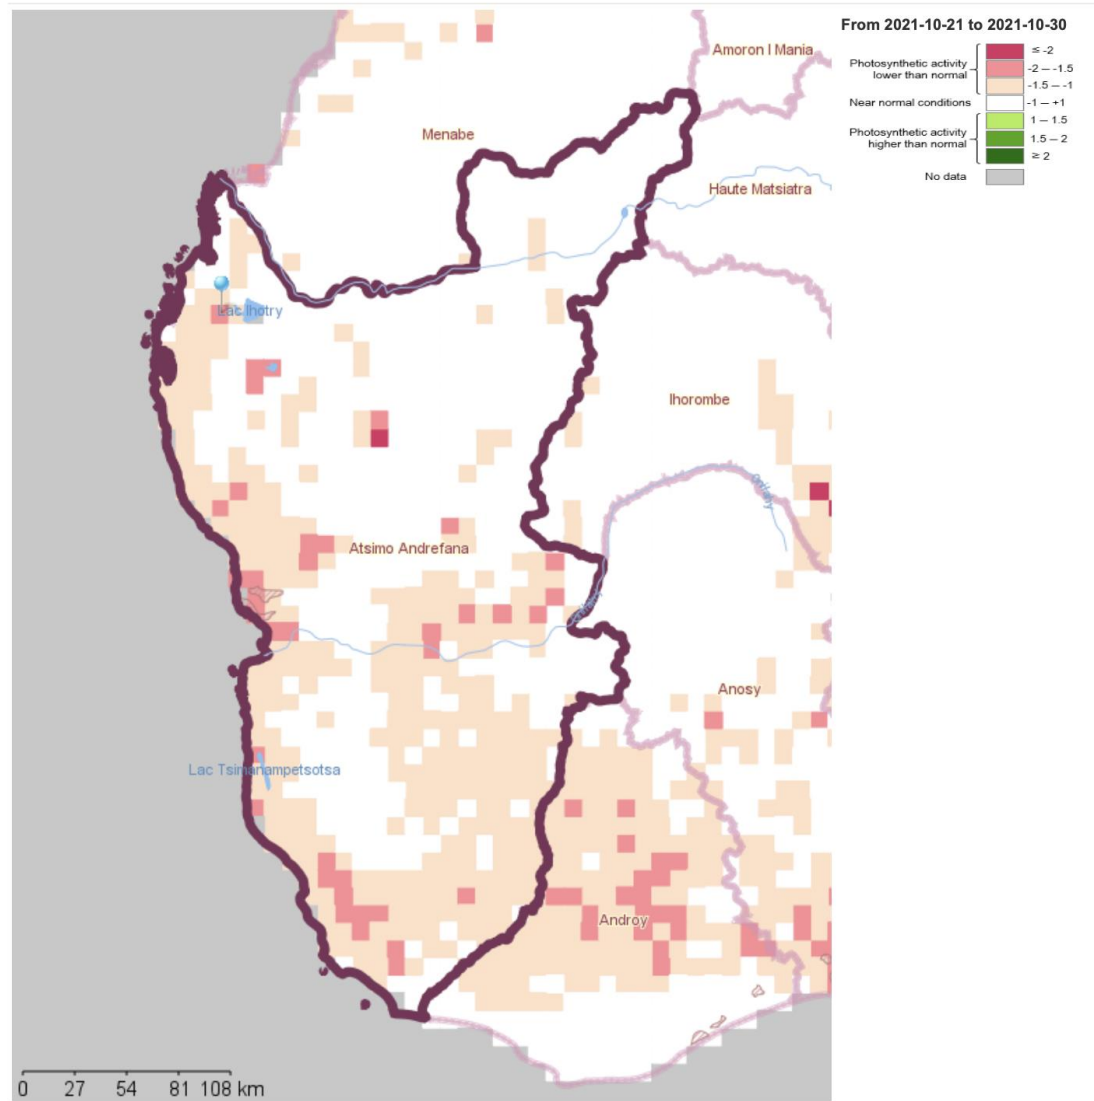 From 2021-10-21 to 2021-10-30
Photosynthetic activity
lower than normal
≤ -2
-2 – -1.5
-1.5 – -1
Near normal conditions
-1 – +1
Photosynthetic activity
higher than normal
1 – 1.5
1.5 – 2
≥ 2
No data
Amoron I Mania
Menabe
Haute Matsiatra
Lac Ihotry
Ihorombe
Atsimo Andrefana
Anosy
Lac Tsimanampetsotsa
Androy
0 27 54 81 108 km